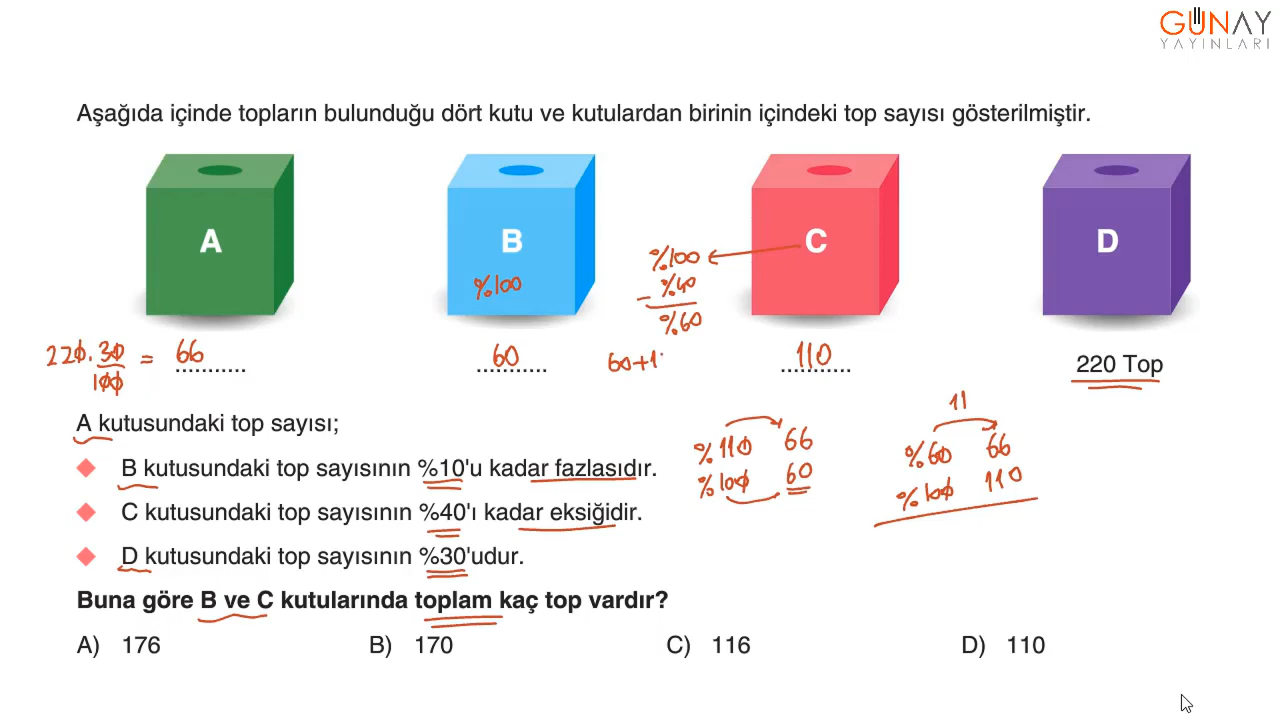 GÜNAY
YAYINLARI
Aşağıda içinde topların bulunduğu dört kutu ve kutulardan birinin içindeki top sayısı gösterilmiştir.
A
B
C
D
%100
%100
- %40
%60
220 · 30/100 = 66
60
60+1
110
220 Top
A kutusundaki top sayısı;
B kutusundaki top sayısının %10'u kadar fazlasıdır.
C kutusundaki top sayısının %40'ı kadar eksiğidir.
D kutusundaki top sayısının %30'udur.
%110 66
%100 60
11
%60 66
%100 110
Buna göre B ve C kutularında toplam kaç top vardır?
A) 176
B) 170
C) 116
D) 110